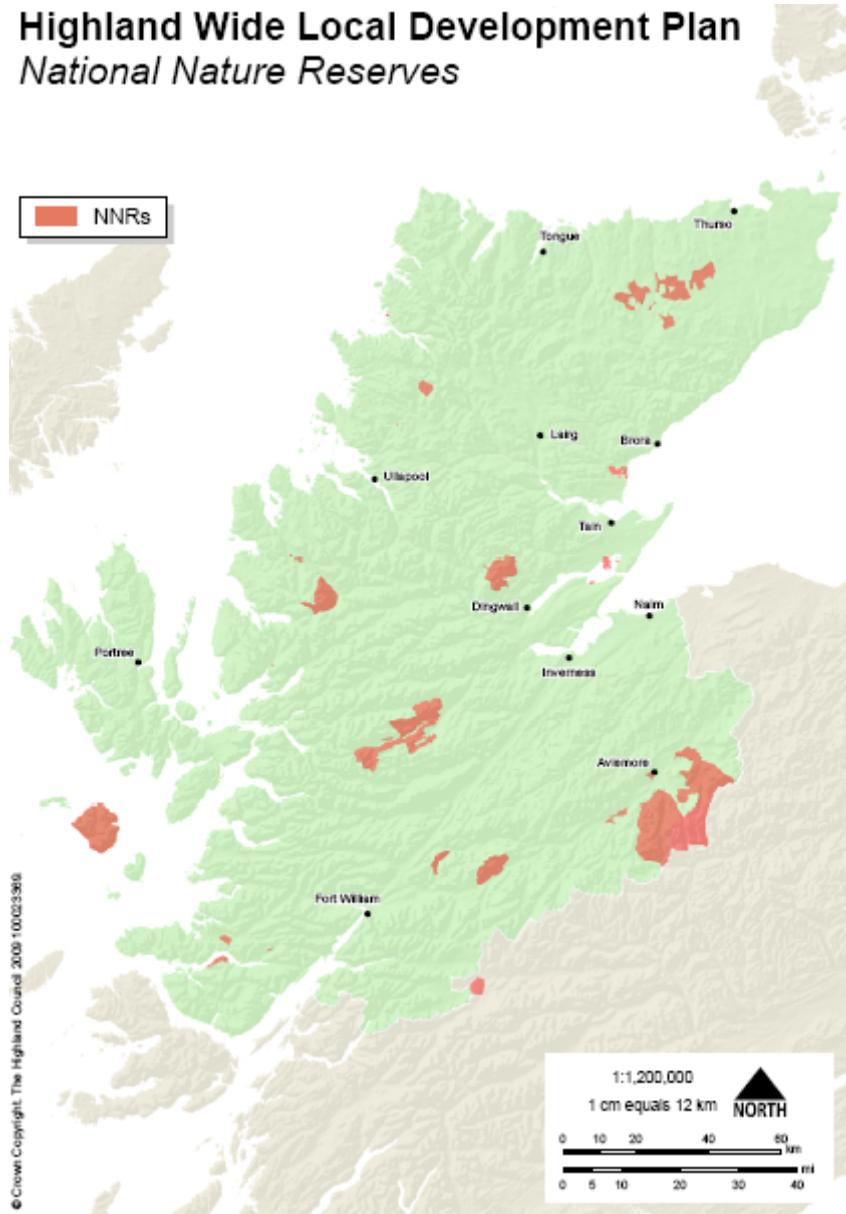 Highland Wide Local Development Plan
National Nature Reserves
NNRs
Thurso
Tongue
Lairg
Brora
Ullapool
Tain
Dingwall
Nairn
Portree
Inverness
Aviemore
Fort William
1:1,200,000
1 cm equals 12 km
NORTH
0 10 20 40 60
km
mi
0 5 10 20 30 40
© Crown Copyright. The Highland Council 2009 100023369.